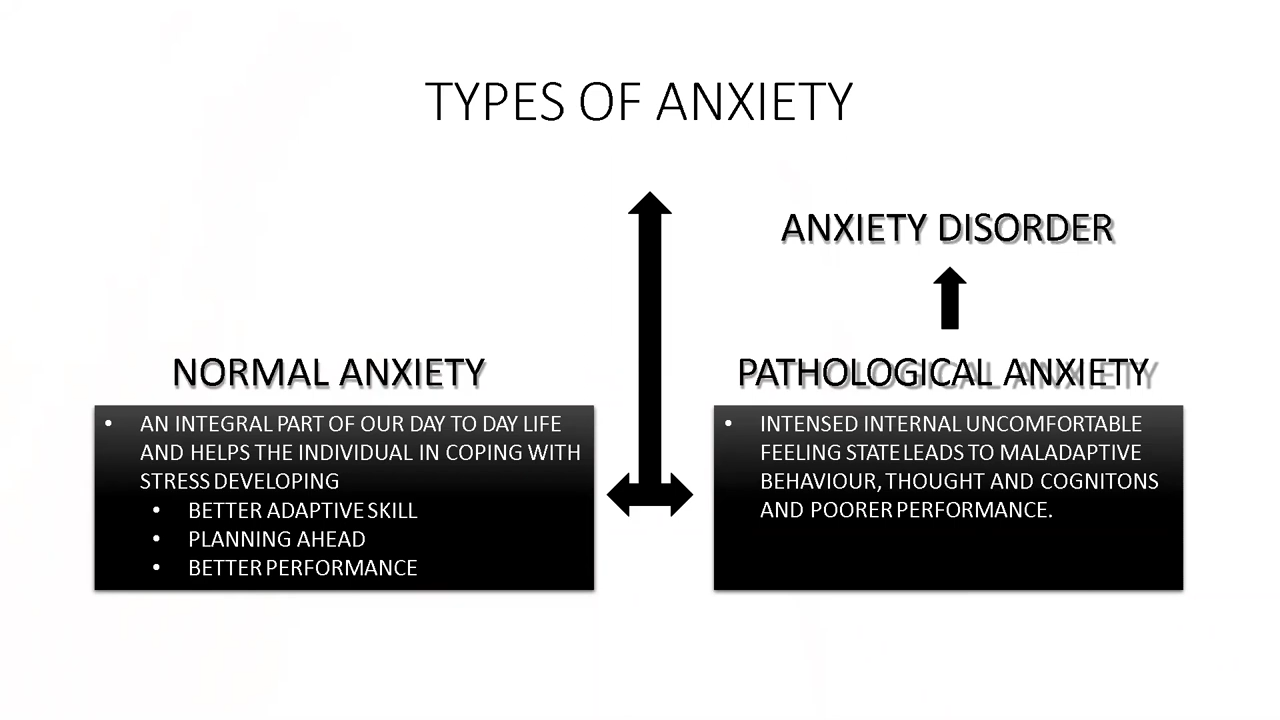 TYPES OF ANXIETY
ANXIETY DISORDER
NORMAL ANXIETY
• AN INTEGRAL PART OF OUR DAY TO DAY LIFE
AND HELPS THE INDIVIDUAL IN COPING WITH
STRESS DEVELOPING
• BETTER ADAPTIVE SKILL
• PLANNING AHEAD
• BETTER PERFORMANCE
PATHOLOGICAL ANXIETY
• INTENSED INTERNAL UNCOMFORTABLE
FEELING STATE LEADS TO MALADAPTIVE
BEHAVIOUR, THOUGHT AND COGNITONS
AND POORER PERFORMANCE.